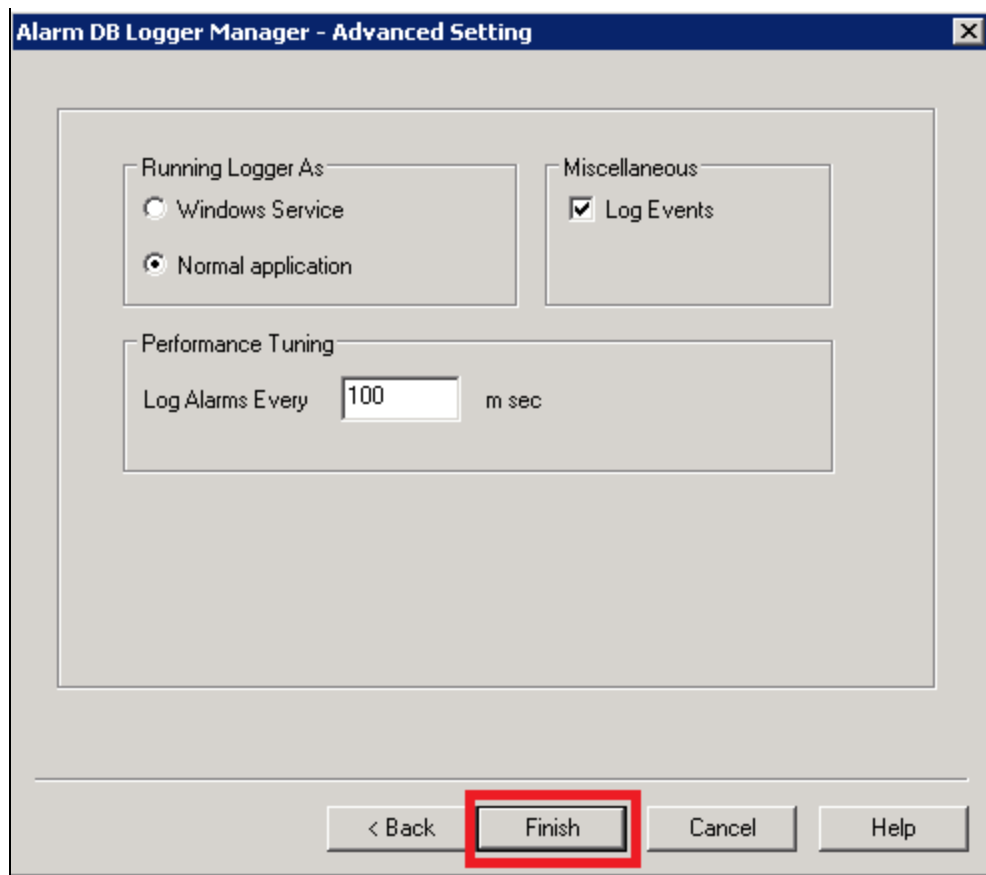 Alarm DB Logger Manager - Advanced Setting
Running Logger As
Miscellaneous
Windows Service
Log Events
Normal application
Performance Tuning
Log Alarms Every 100 m sec
< Back Finish Cancel Help